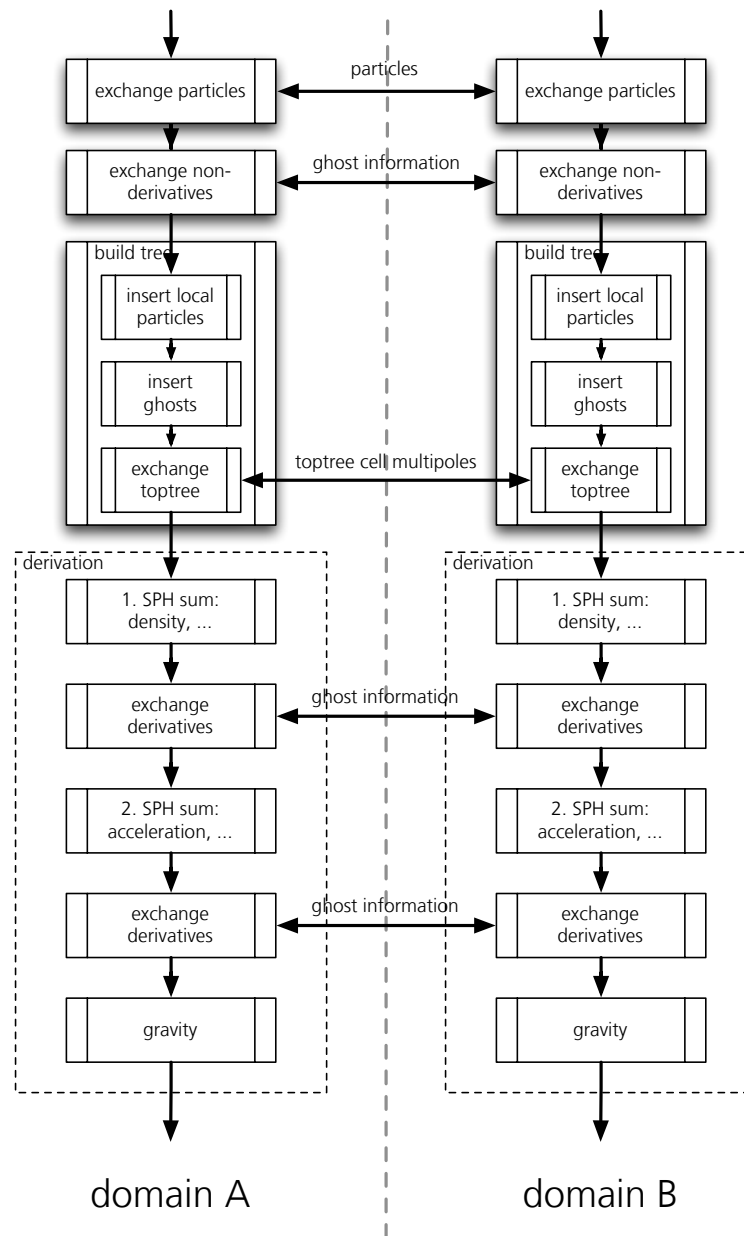 particles
exchange particles
exchange particles
ghost information
exchange non-
derivatives
exchange non-
derivatives
build tree
build tree
insert local
particles
insert local
particles
insert
ghosts
insert
ghosts
toptree cell multipoles
exchange
toptree
exchange
toptree
derivation
derivation
1. SPH sum:
density, ...
1. SPH sum:
density, ...
ghost information
exchange
derivatives
exchange
derivatives
2. SPH sum:
acceleration, ...
2. SPH sum:
acceleration, ...
ghost information
exchange
derivatives
exchange
derivatives
gravity
gravity
domain A
domain B